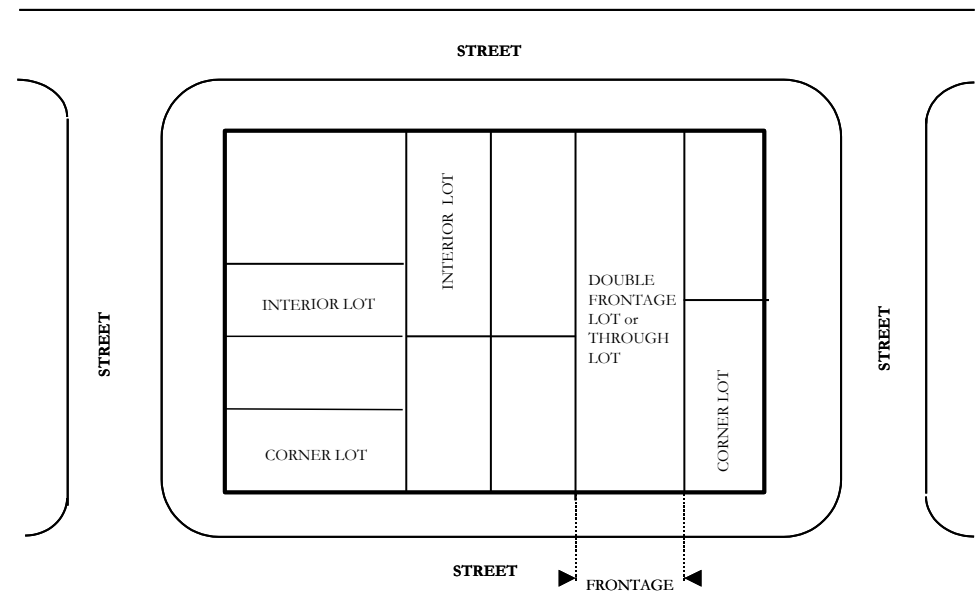 STREET
INTERIOR LOT
INTERIOR LOT
DOUBLE
FRONTAGE
LOT or
THROUGH
LOT
STREET
STREET
CORNER LOT
CORNER LOT
STREET
FRONTAGE